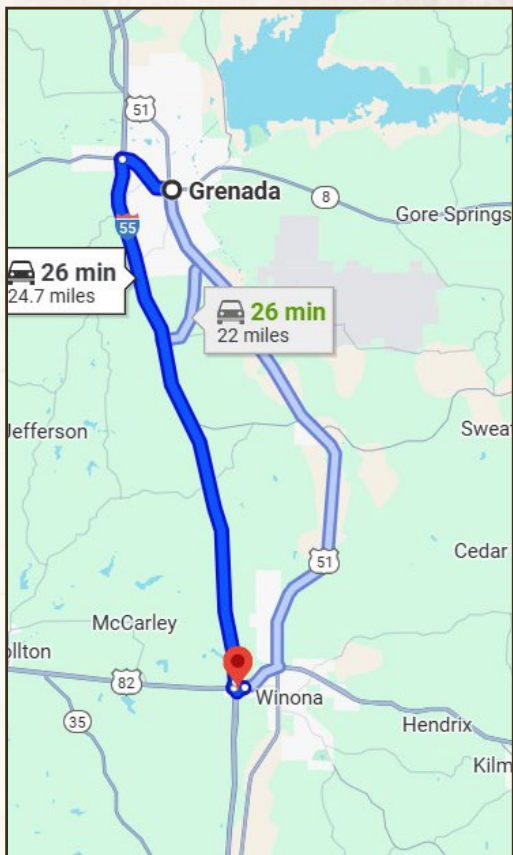 51
Grenada
8
55
Gore Springs
26 min
24.7 miles
26 min
22 miles
Jefferson
Sweat
51
Cedar
McCarley
ollton
82
Winona
35
Hendrix
Kilm